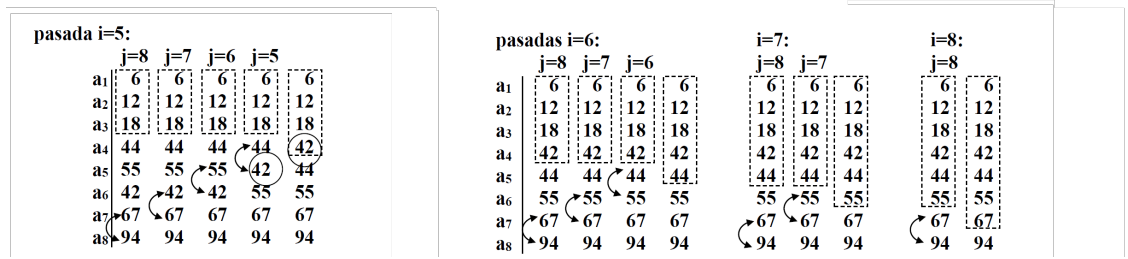 pasada i=5:
j=8 j=7 j=6 j=5
a1 6 6 6 6 6
a2 12 12 12 12 12
a3 18 18 18 18 18
a4 44 44 44 44 42
a5 55 55 55 42 44
a6 42 42 42 55 55
a7 67 67 67 67 67
a8 94 94 94 94 94
pasadas i=6:
j=8 j=7 j=6
a1 6 6 6 6
a2 12 12 12 12
a3 18 18 18 18
a4 42 42 42 42
a5 44 44 44 44
a6 55 55 55 55
a7 67 67 67 67
a8 94 94 94 94
i=7:
j=8 j=7
6 6 6
12 12 12
18 18 18
42 42 42
44 44 44
55 55 55
67 67 67
94 94 94
i=8:
j=8
6 6
12 12
18 18
42 42
44 44
55 55
67 67
94 94